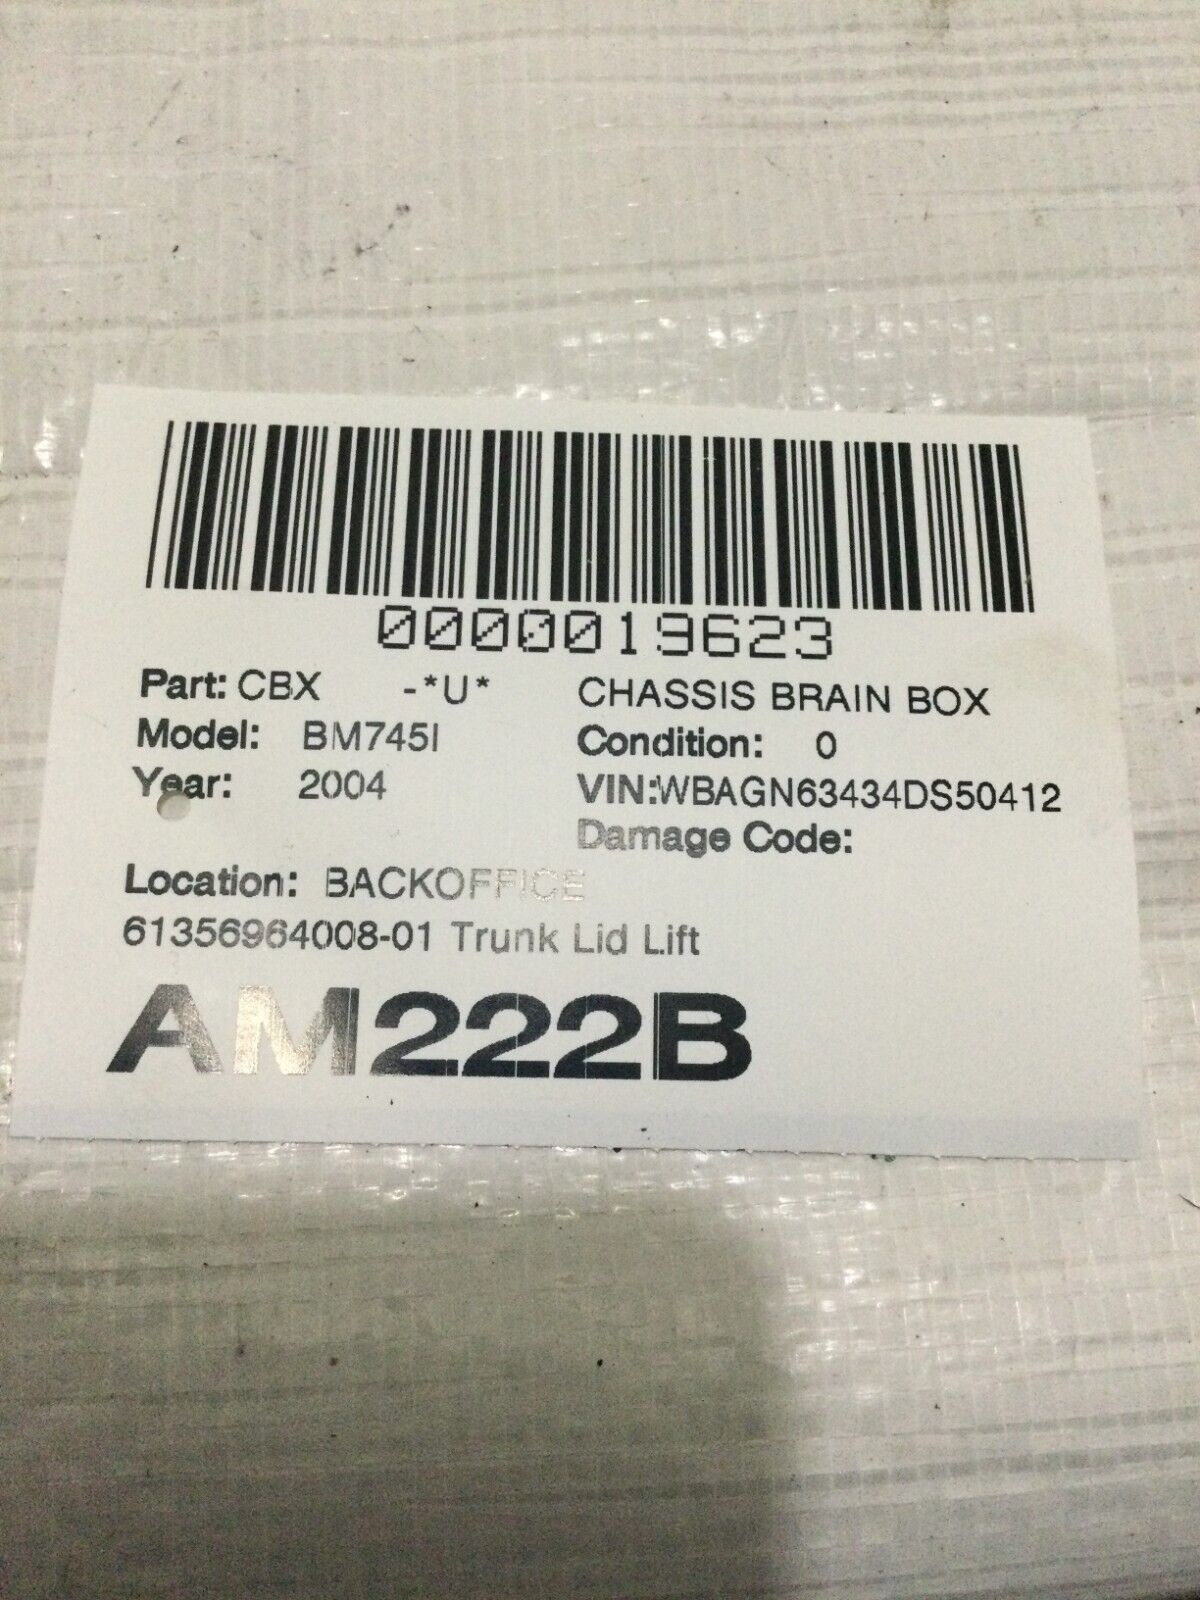 0000019623
Part: CBX -*U* CHASSIS BRAIN BOX
Model: BM745I Condition: 0
Year: 2004 VIN:WBAGN63434DS50412
Damage Code:
Location: BACKOFFICE
61356964008-01 Trunk Lid Lift
AM222B